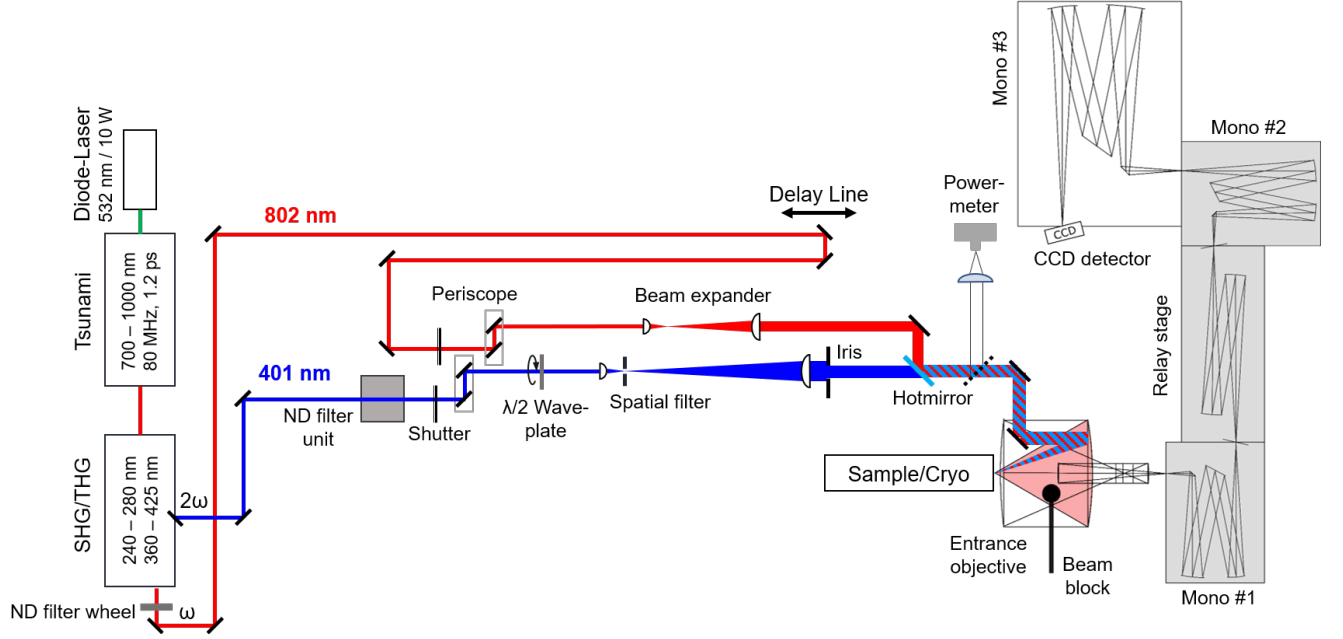 Diode-Laser
532 nm / 10 W
Tsunami
700 – 1000 nm
80 MHz, 1.2 ps
SHG/THG
240 – 280 nm
360 – 425 nm
2ω
ω
ND filter wheel
802 nm
401 nm
Delay Line
Periscope
Beam expander
ND filter
unit
Shutter
λ/2 Wave-
plate
Spatial filter
Iris
Hotmirror
Power-
meter
Sample/Cryo
Entrance
objective
Beam
block
Mono #3
CCD
CCD detector
Mono #2
Relay stage
Mono #1